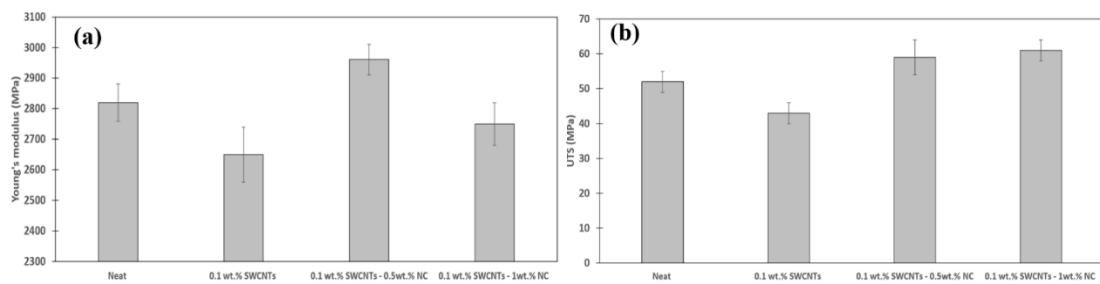 (a)
Young's modulus (MPa)
3100
3000
2900
2800
2700
2600
2500
2400
2300
Neat
0.1 wt.% SWCNTs
0.1 wt.% SWCNTs - 0.5wt.% NC
0.1 wt.% SWCNTs - 1wt.% NC
(b)
UTS (MPa)
70
60
50
40
30
20
10
0
Neat
0.1 wt.% SWCNTs
0.1 wt.% SWCNTs - 0.5wt.% NC
0.1 wt.% SWCNTs - 1wt.% NC